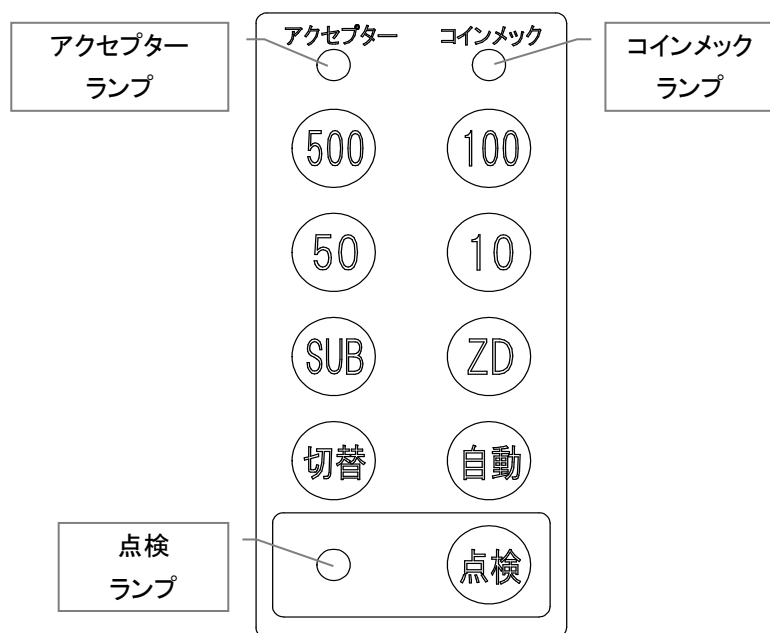 アクセプター
ランプ
アクセプター
コインメック
コインメック
ランプ
500
100
50
10
SUB
ZD
切替
自動
点検
ランプ
点検